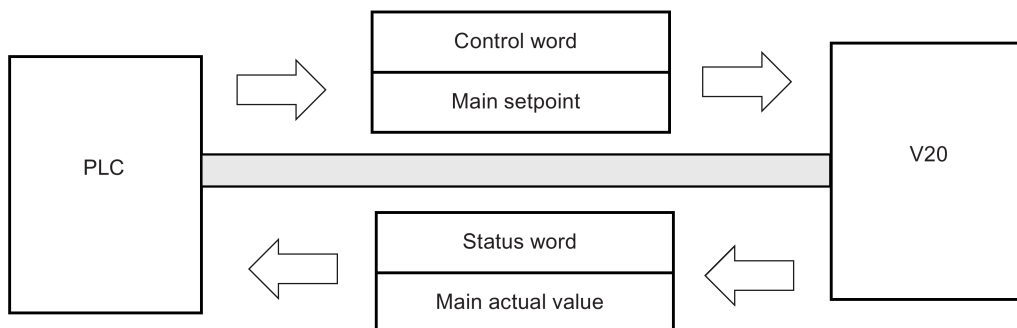 Control word
Main setpoint
PLC
V20
Status word
Main actual value